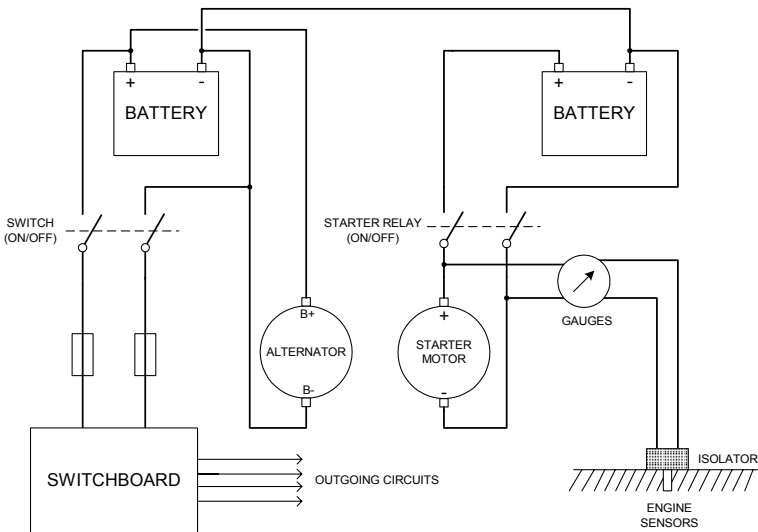 + -
BATTERY
+ -
BATTERY
SWITCH
(ON/OFF)
STARTER RELAY
(ON/OFF)
GAUGES
B+
ALTERNATOR
B-
+
STARTER
MOTOR
-
SWITCHBOARD
OUTGOING CIRCUITS
ISOLATOR
ENGINE
SENSORS